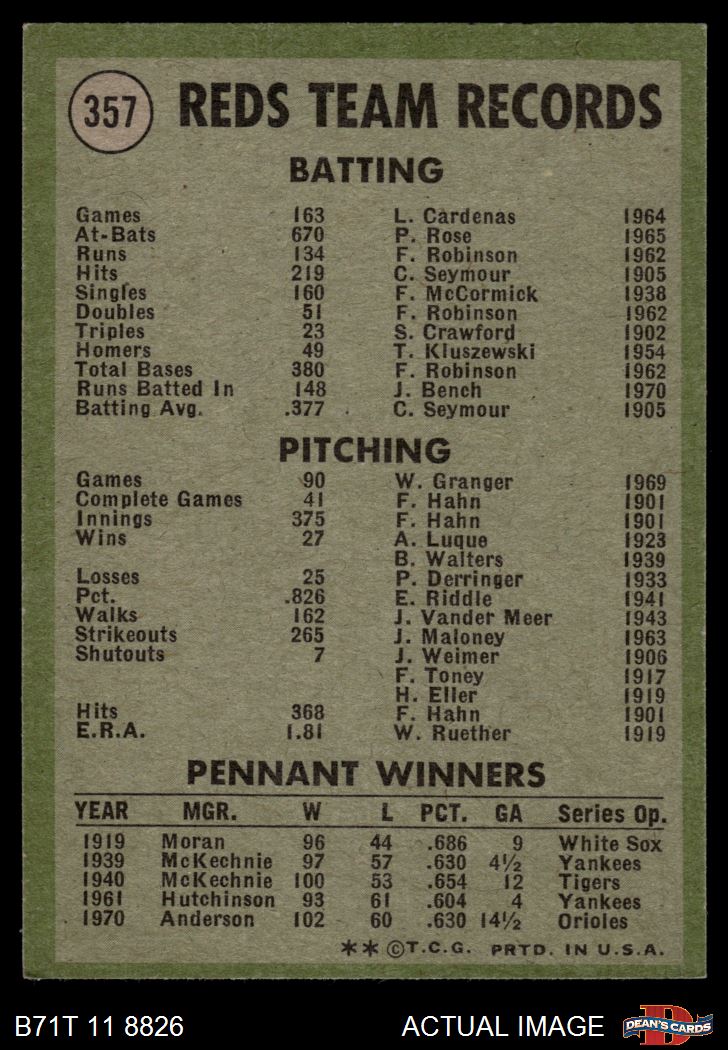 357 REDS TEAM RECORDS
BATTING
Games 163 L. Cardenas 1964
At-Bats 670 P. Rose 1965
Runs 134 F. Robinson 1962
Hits 219 C. Seymour 1905
Singles 160 F. McCormick 1938
Doubles 51 F. Robinson 1962
Triples 23 S. Crawford 1902
Homers 49 T. Kluszewski 1954
Total Bases 380 F. Robinson 1962
Runs Batted In 148 J. Bench 1970
Batting Avg. .377 C. Seymour 1905
PITCHING
Games 90 W. Granger 1969
Complete Games 41 F. Hahn 1901
Innings 375 F. Hahn 1901
Wins 27 A. Luque 1923
B. Walters 1939
Losses 25 P. Derringer 1933
Pct. .826 E. Riddle 1941
Walks 162 J. Vander Meer 1943
Strikeouts 265 J. Maloney 1963
Shutouts 7 J. Weimer 1906
F. Toney 1917
H. Eller 1919
Hits 368 F. Hahn 1901
E.R.A. 1.81 W. Ruether 1919
PENNANT WINNERS
YEAR MGR. W L PCT. GA Series Op.
1919 Moran 96 44 .686 9 White Sox
1939 McKechnie 97 57 .630 4½ Yankees
1940 McKechnie 100 53 .654 12 Tigers
1961 Hutchinson 93 61 .604 4 Yankees
1970 Anderson 102 60 .630 14½ Orioles
** ©T.C.G. PRTD. IN U.S.A.
B71T 11 8826 ACTUAL IMAGE D DEAN'S CARDS